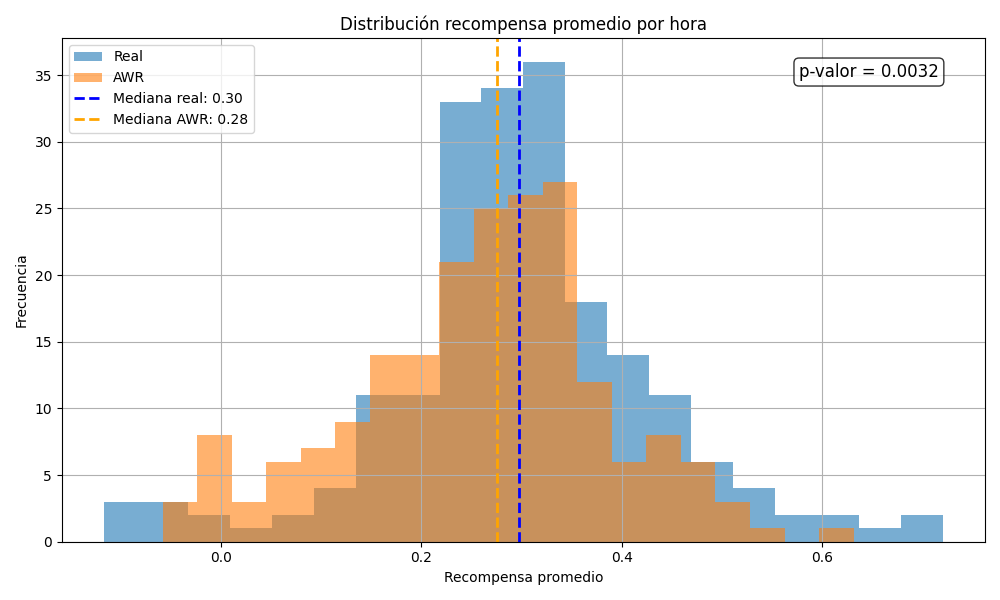 Distribución recompensa promedio por hora
Real
AWR
Mediana real: 0.30
Mediana AWR: 0.28
p-valor = 0.0032
Frecuencia
35
30
25
20
15
10
5
0
0.0
0.2
0.4
0.6
Recompensa promedio